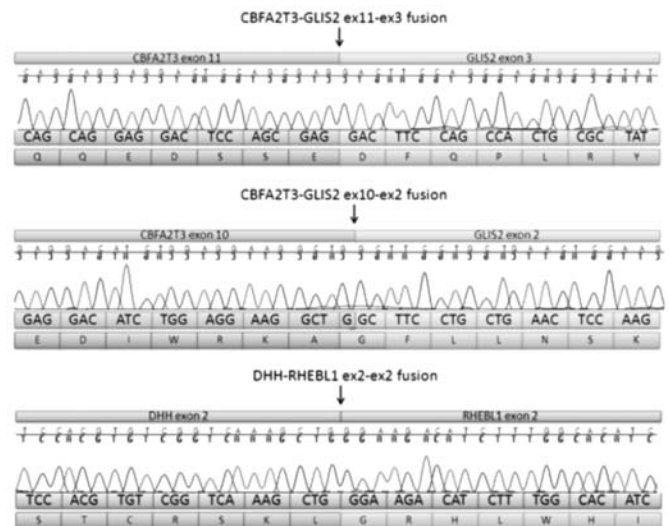 CBFA2T3-GLIS2 ex11-ex3 fusion
CBFA2T3 exon 11 GLIS2 exon 3
CAG CAG GAG GAC TCC AGC GAG GAC TTC CAG CCA CTG CGC TAT
Q Q E D S S E D F Q P L R Y
CBFA2T3-GLIS2 ex10-ex2 fusion
CBFA2T3 exon 10 GLIS2 exon 2
GAG GAC ATC TGG AGG AAG GCT G GC TTC CTG CTG AAC TCC AAG
E D I W R K A G F L L N S K
DHH-RHEBL1 ex2-ex2 fusion
DHH exon 2 RHEBL1 exon 2
TCC ACG TGT CGG TCA AAG CTG GGA AGA CAT CTT TGG CAC ATC
S T C R S K L G R H L W H I